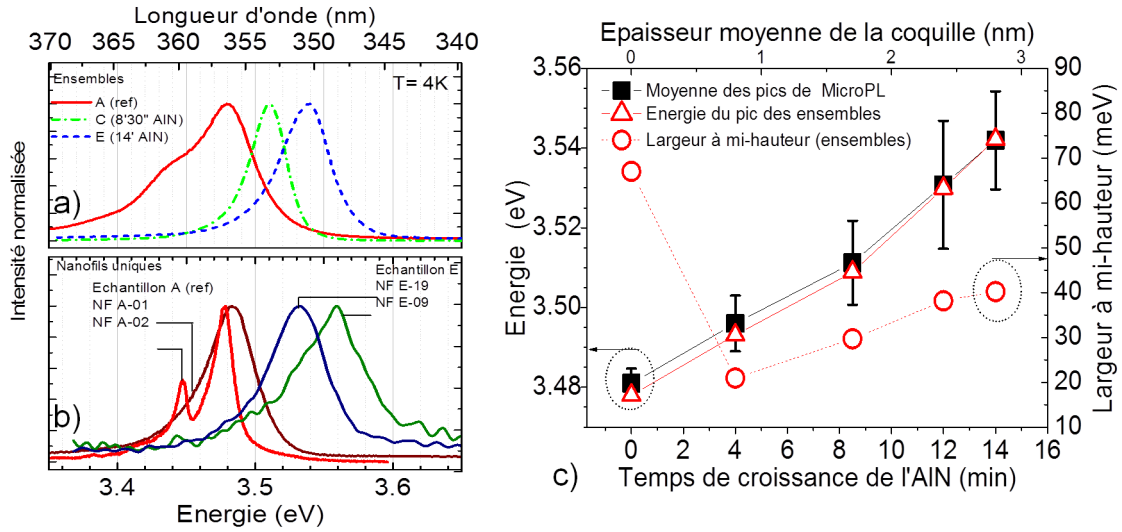 Longueur d'onde (nm)
370 365 360 355 350 345 340
Ensembles
T= 4K
A (ref)
C (8'30" AlN)
E (14' AlN)
a)
Intensité normalisée
Nanofils Uniques
Echantillon A (ref)
NF A-01
NF A-02
Echantillon E
NF E-19
NF E-09
b)
3.4 3.5 3.6
Energie (eV)
Epaisseur moyenne de la coquille (nm)
0 1 2 3
Moyenne des pics de MicroPL
Energie du pic des ensembles
Largeur à mi-hauteur (ensembles)
3.56
3.54
3.52
3.50
3.48
Energie (eV)
90
80
70
60
50
40
30
20
10
Largeur à mi-hauteur (meV)
0 2 4 6 8 10 12 14 16
c)
Temps de croissance de l'AlN (min)